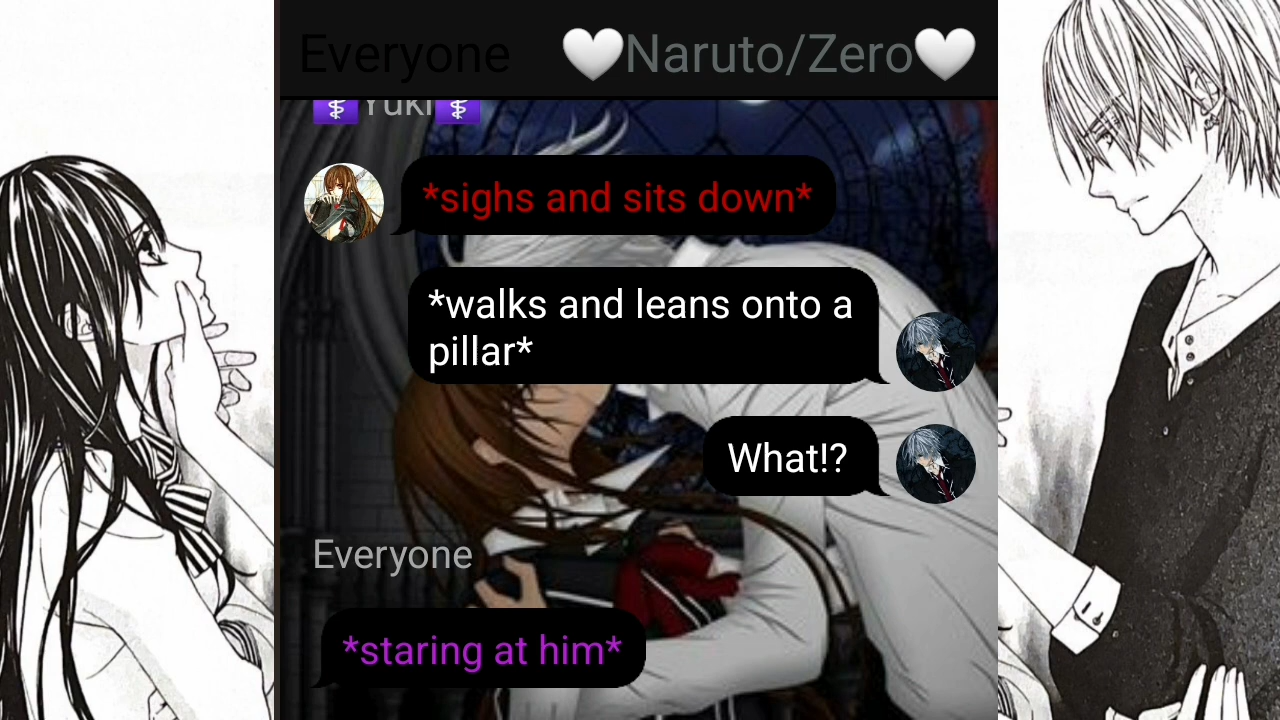 Everyone 🤍Naruto/Zero🤍
⚕️Yuki⚕️
*sighs and sits down*
*walks and leans onto a
pillar*
What!?
Everyone
*staring at him*